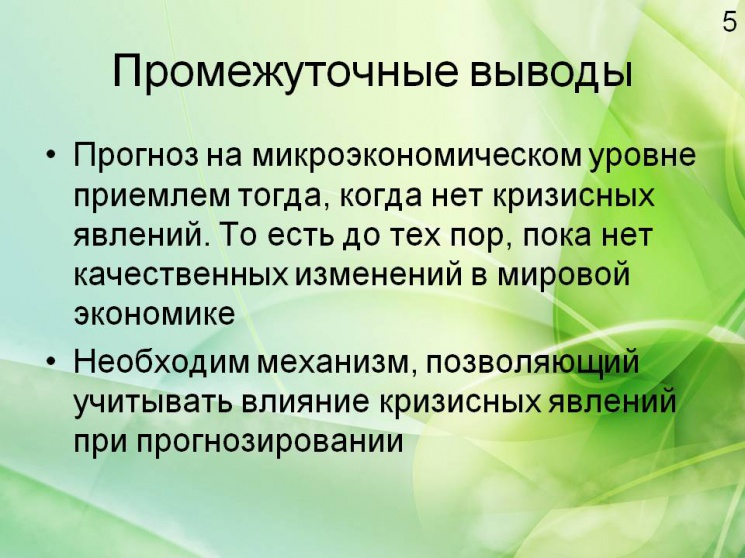 5
Промежуточные выводы
• Прогноз на микроэкономическом уровне
приемлем тогда, когда нет кризисных
явлений. То есть до тех пор, пока нет
качественных изменений в мировой
экономике
• Необходим механизм, позволяющий
учитывать влияние кризисных явлений
при прогнозировании